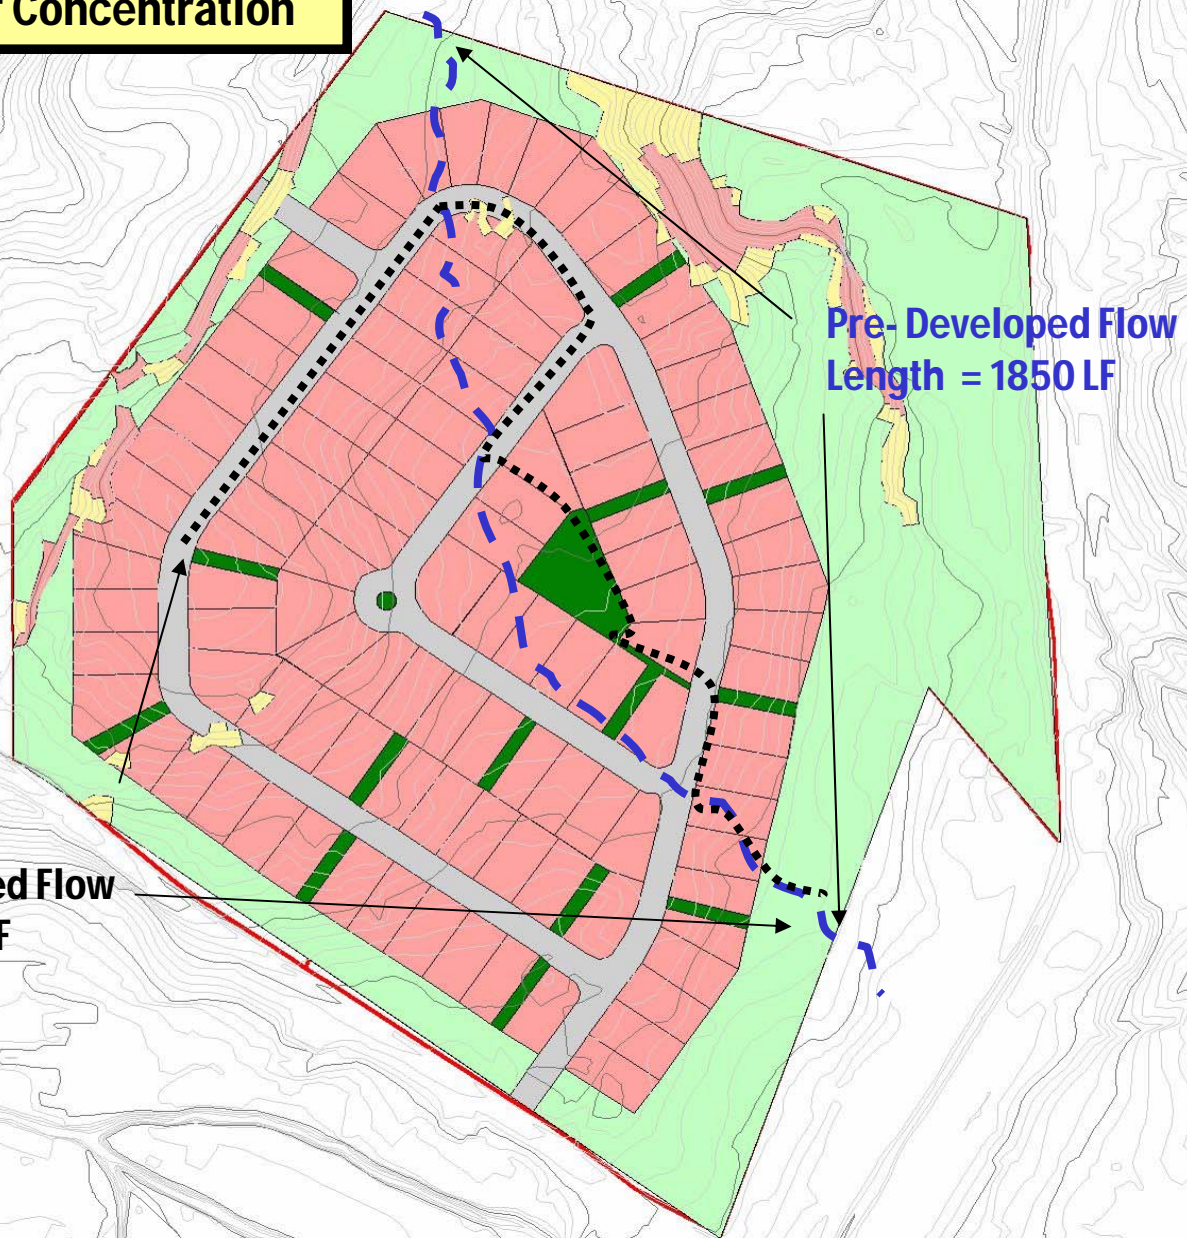 Concentration
Pre- Developed Flow
Length = 1850 LF
ed Flow
F